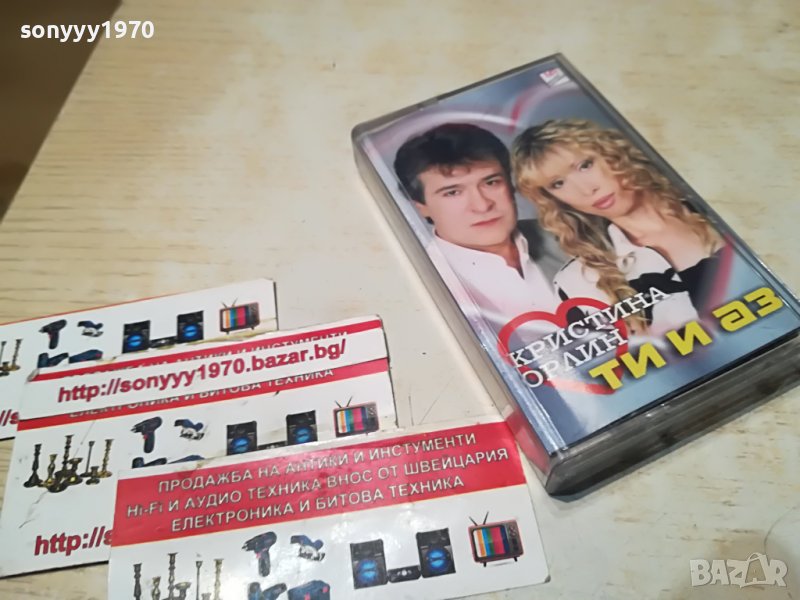 sonyyy1970
КРИСТИНА
ОРЛИН
ТИ И АЗ
http://sonyyy1970.bazar.bg/
ЕЛЕКТРОНИКА И БИТОВА ТЕХНИКА
http://s
ПРОДАЖБА НА АНТИКИ И ИНСТУМЕНТИ
Hi-Fi И АУДИО ТЕХНИКА ВНОС ОТ ШВЕЙЦАРИЯ
ЕЛЕКТРОНИКА И БИТОВА ТЕХНИКА
BAZAR